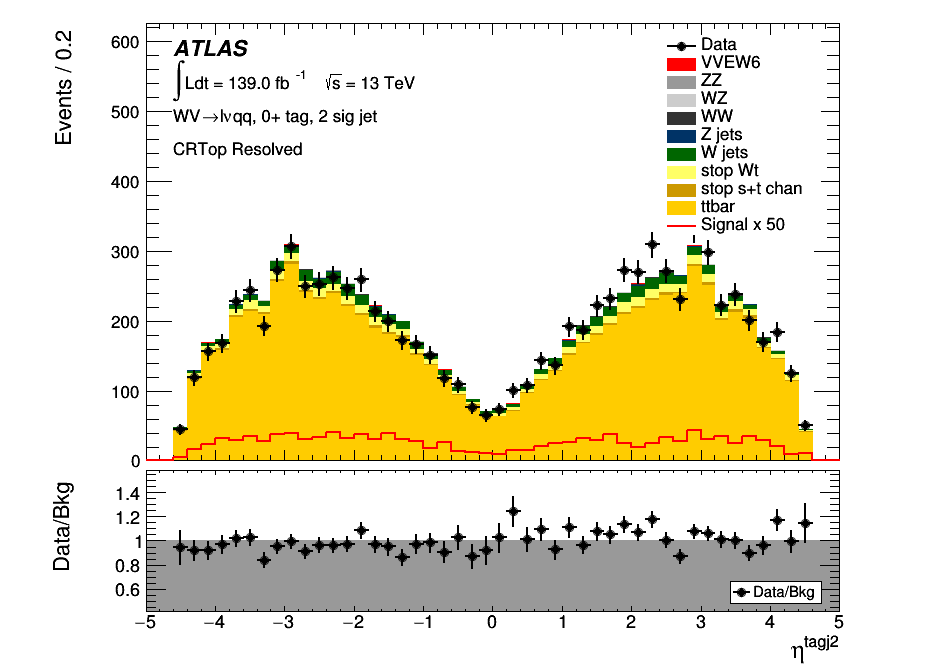 Events / 0.2
600
500
400
300
200
100
0
ATLAS
∫Ldt = 139.0 fb⁻¹ √s = 13 TeV
WV→lνqq, 0+ tag, 2 sig jet
CRTop Resolved
Data
VVEW6
ZZ
WZ
WW
Z jets
W jets
stop Wt
stop s+t chan
ttbar
Signal x 50
Data/Bkg
1.4
1.2
1
0.8
0.6
Data/Bkg
−5 −4 −3 −2 −1 0 1 2 3 4 5
η^tagj2